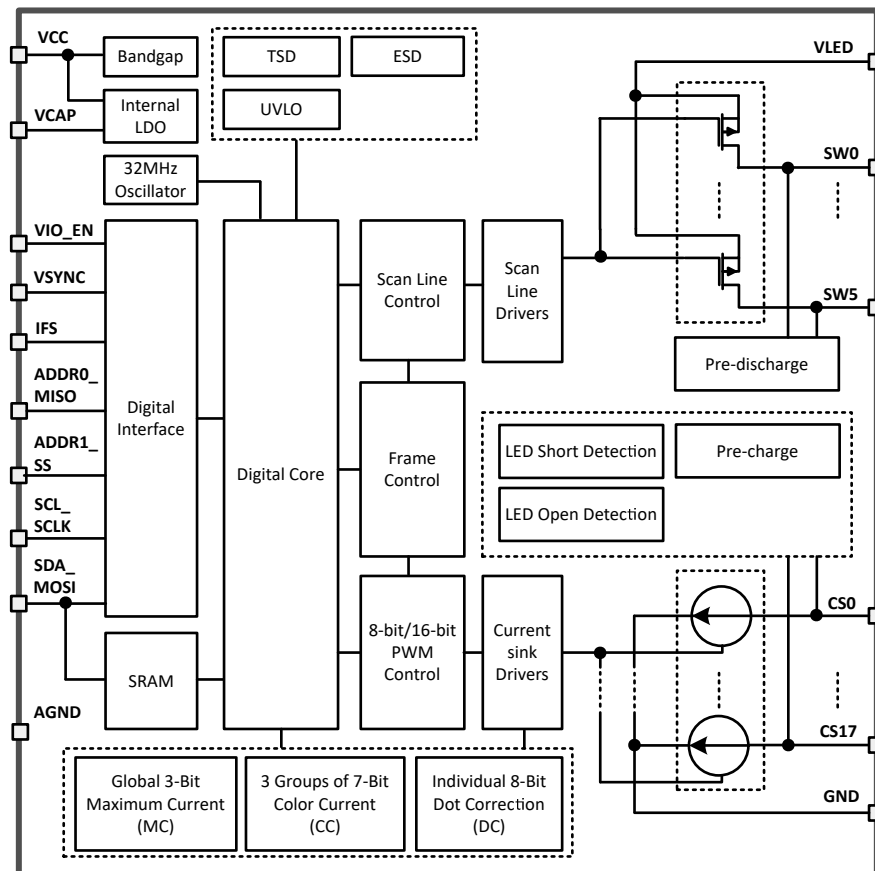 VCC
VCAP
VIO_EN
VSYNC
IFS
ADDR0_
MISO
ADDR1_
SS
SCL_
SCLK
SDA_
MOSI
AGND
Bandgap
Internal
LDO
32MHz
Oscillator
TSD
ESD
UVLO
Digital
Interface
SRAM
Digital Core
Scan Line
Control
Scan
Line
Drivers
Frame
Control
8-bit/16-bit
PWM
Control
Current
sink
Drivers
Pre-discharge
LED Short Detection
Pre-charge
LED Open Detection
VLED
SW0
SW5
CS0
CS17
GND
Global 3-Bit
Maximum Current
(MC)
3 Groups of 7-Bit
Color Current
(CC)
Individual 8-Bit
Dot Correction
(DC)